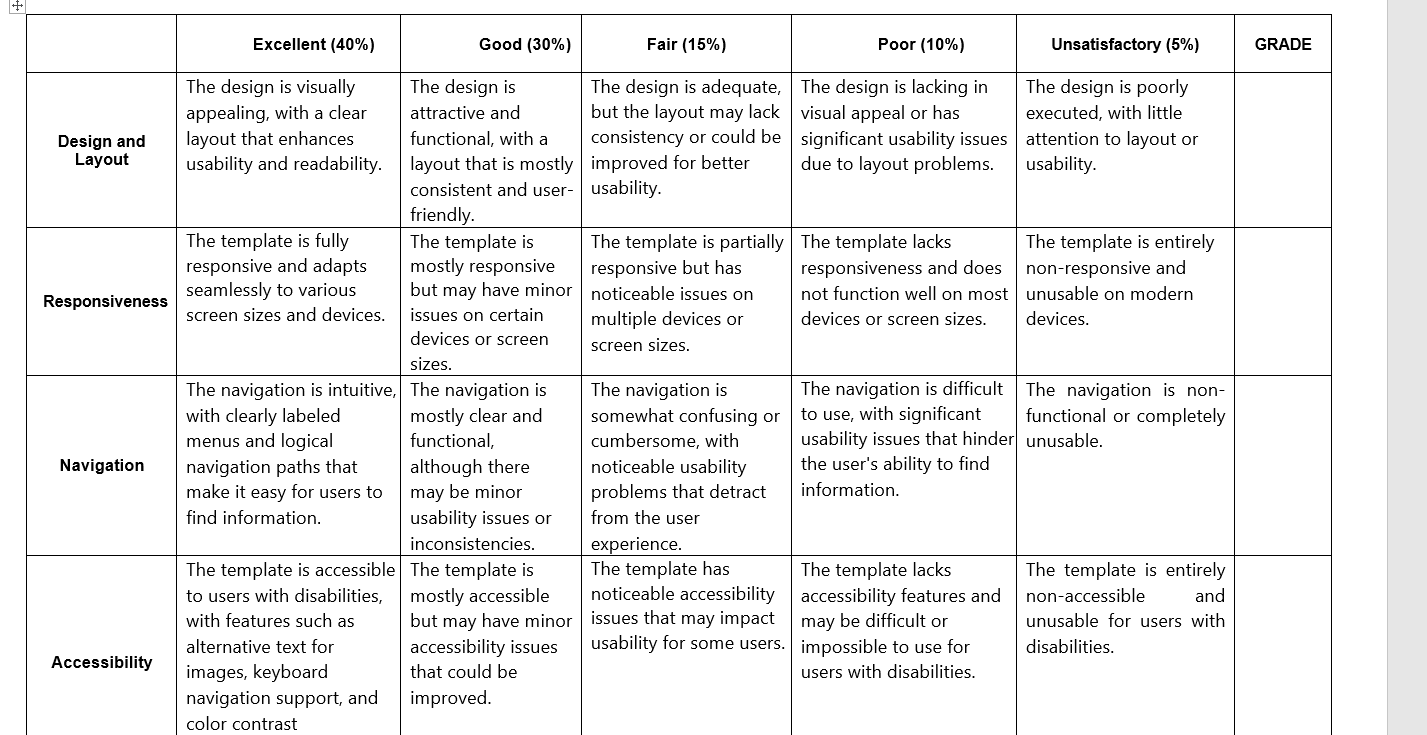 Excellent (40%)
Good (30%)
Fair (15%)
Poor (10%)
Unsatisfactory (5%)
GRADE
Design and
Layout
The design is visually
appealing, with a clear
layout that enhances
usability and readability.
The design is
attractive and
functional, with a
layout that is mostly
consistent and user-
friendly.
The design is adequate,
but the layout may lack
consistency or could be
improved for better
usability.
The design is lacking in
visual appeal or has
significant usability issues
due to layout problems.
The design is poorly
executed, with little
attention to layout or
usability.
Responsiveness
The template is fully
responsive and adapts
seamlessly to various
screen sizes and devices.
The template is
mostly responsive
but may have minor
issues on certain
devices or screen
sizes.
The template is partially
responsive but has
noticeable issues on
multiple devices or
screen sizes.
The template lacks
responsiveness and does
not function well on most
devices or screen sizes.
The template is entirely
non-responsive and
unusable on modern
devices.
Navigation
The navigation is intuitive,
with clearly labeled
menus and logical
navigation paths that
make it easy for users to
find information.
The navigation is
mostly clear and
functional,
although there
may be minor
usability issues or
inconsistencies.
The navigation is
somewhat confusing or
cumbersome, with
noticeable usability
problems that detract
from the user
experience.
The navigation is difficult
to use, with significant
usability issues that hinder
the user's ability to find
information.
The navigation is non-
functional or completely
unusable.
Accessibility
The template is accessible
to users with disabilities,
with features such as
alternative text for
images, keyboard
navigation support, and
color contrast
The template is
mostly accessible
but may have minor
accessibility issues
that could be
improved.
The template has
noticeable accessibility
issues that may impact
usability for some users.
The template lacks
accessibility features and
may be difficult or
impossible to use for
users with disabilities.
The template is entirely
non-accessible and
unusable for users with
disabilities.